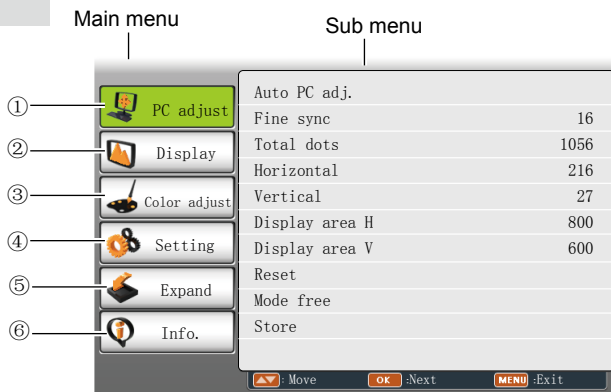 Main menu
Sub menu
① PC adjust
② Display
③ Color adjust
④ Setting
⑤ Expand
⑥ Info.
Auto PC adj.
Fine sync 16
Total dots 1056
Horizontal 216
Vertical 27
Display area H 800
Display area V 600
Reset
Mode free
Store
▲▼: Move OK :Next MENU :Exit